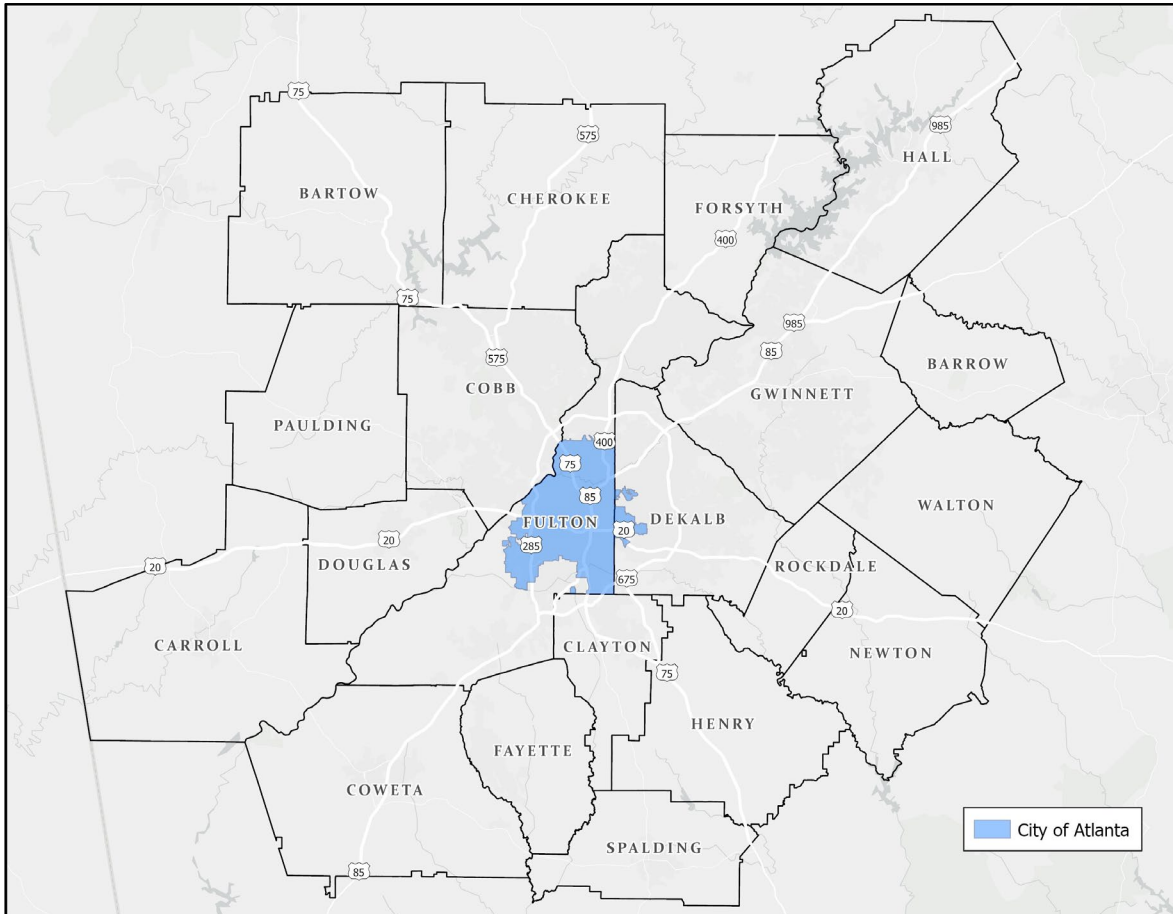 75
985
575
HALL
BARTOW
CHEROKEE
FORSYTH
400
75
985
575
85
BARROW
COBB
GWINNETT
PAULDING
400
75
85
WALTON
FULTON
DEKALB
20
20
285
DOUGLAS
20
ROCKDALE
675
20
CARROLL
CLAYTON
NEWTON
75
HENRY
FAYETTE
COWETA
City of Atlanta
SPALDING
85